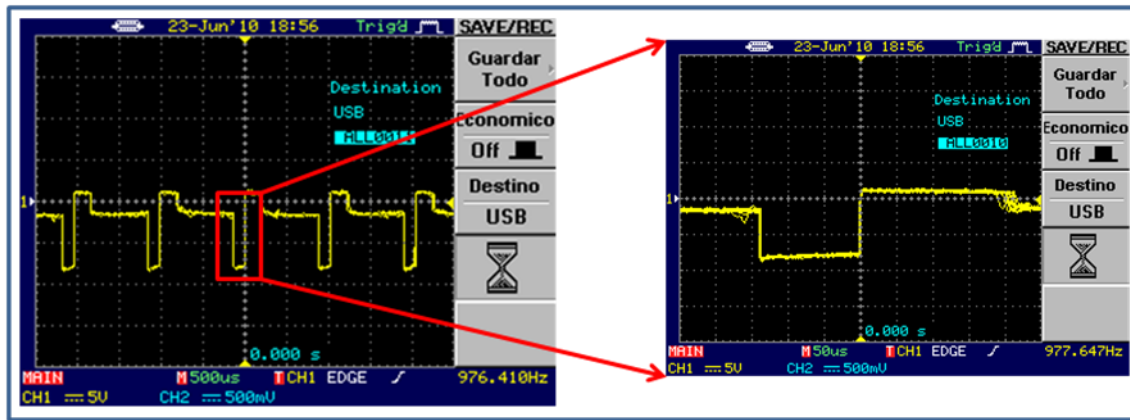 23-Jun'10 18:56 Trig'd SAVE/REC
Guardar
Todo
Destination
USB
Economico
ALL001
Off
Destino
1
USB
0.000 s
MAIN M 500us T CH1 EDGE 976.410Hz
CH1 5V CH2 500mV
23-Jun'10 18:56 Trig'd SAVE/REC
Guardar
Todo
Destination
USB
Economico
ALL0010
Off
Destino
1
USB
0.000 s
MAIN M 50us T CH1 EDGE 977.647Hz
CH1 5V CH2 500mV